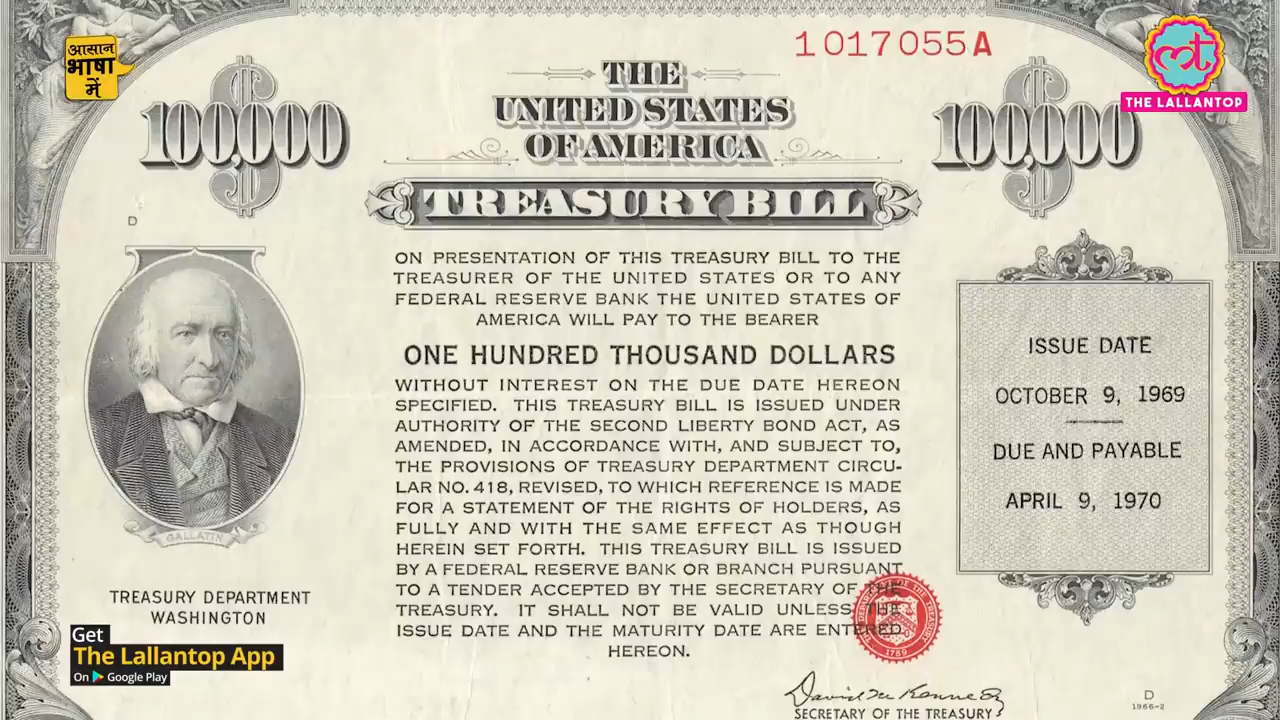 आसान
भाषा
में
1017055A
THE LALLANTOP
$100,000
THE
UNITED STATES
OF AMERICA
$100,000
TREASURY BILL
D
ON PRESENTATION OF THIS TREASURY BILL TO THE
TREASURER OF THE UNITED STATES OR TO ANY
FEDERAL RESERVE BANK THE UNITED STATES OF
AMERICA WILL PAY TO THE BEARER
ONE HUNDRED THOUSAND DOLLARS
WITHOUT INTEREST ON THE DUE DATE HEREON
SPECIFIED. THIS TREASURY BILL IS ISSUED UNDER
AUTHORITY OF THE SECOND LIBERTY BOND ACT, AS
AMENDED, IN ACCORDANCE WITH, AND SUBJECT TO,
THE PROVISIONS OF TREASURY DEPARTMENT CIRCU-
LAR NO. 418, REVISED, TO WHICH REFERENCE IS MADE
FOR A STATEMENT OF THE RIGHTS OF HOLDERS, AS
FULLY AND WITH THE SAME EFFECT AS THOUGH
HEREIN SET FORTH. THIS TREASURY BILL IS ISSUED
BY A FEDERAL RESERVE BANK OR BRANCH PURSUANT
TO A TENDER ACCEPTED BY THE SECRETARY OF THE
TREASURY. IT SHALL NOT BE VALID UNLESS THE
ISSUE DATE AND THE MATURITY DATE ARE ENTERED
HEREON.
ISSUE DATE
OCTOBER 9, 1969
DUE AND PAYABLE
APRIL 9, 1970
GALLATIN
TREASURY DEPARTMENT
WASHINGTON
1789
SECRETARY OF THE TREASURY
D
1966-2
Get
The Lallantop App
On Google Play